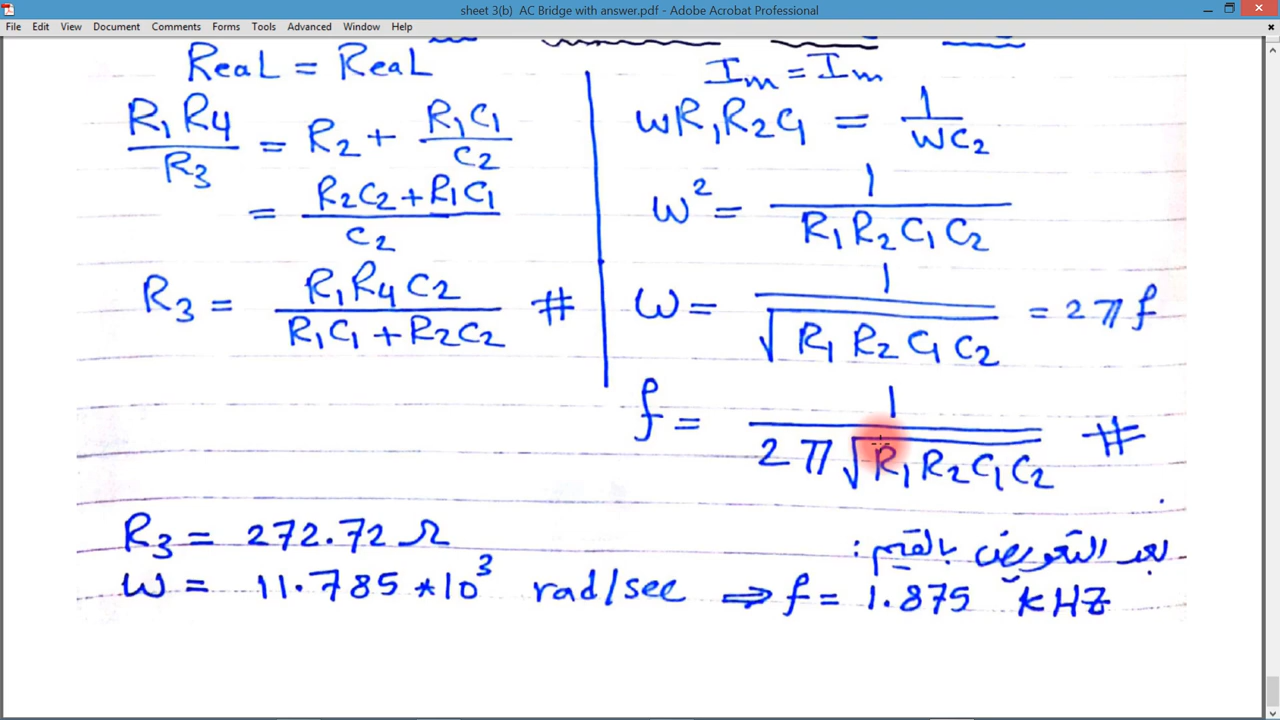 sheet 3(b) AC Bridge with answer.pdf - Adobe Acrobat Professional
File Edit View Document Comments Forms Tools Advanced Window Help
Real = Real
R1R4/R3 = R2 + R1C1/C2
= (R2C2+R1C1)/C2
R3 = R1R4C2/(R1C1+R2C2) #
Im = Im
wR1R2C1 = 1/wC2
w² = 1/(R1R2C1C2)
w = 1/√(R1R2C1C2) = 2πf
f = 1/(2π√(R1R2C1C2)) #
بعد التعويض بالقيم :
R3 = 272.72 Ω
w = 11.785*10³ rad/sec ⇒ f = 1.875 KHZ